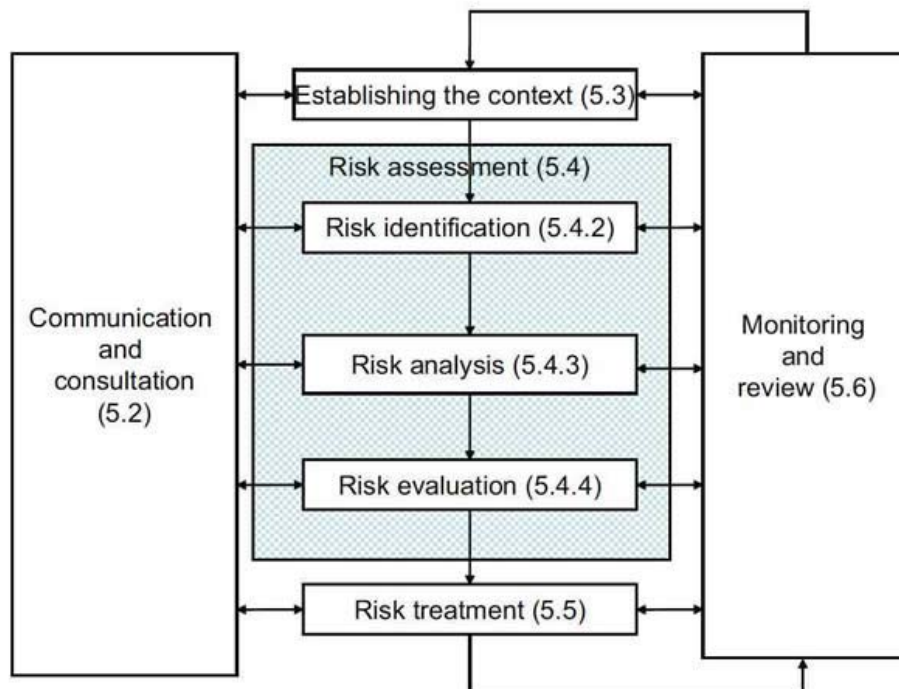 Establishing the context (5.3)
Risk assessment (5.4)
Risk identification (5.4.2)
Risk analysis (5.4.3)
Risk evaluation (5.4.4)
Risk treatment (5.5)
Communication
and
consultation
(5.2)
Monitoring
and
review (5.6)